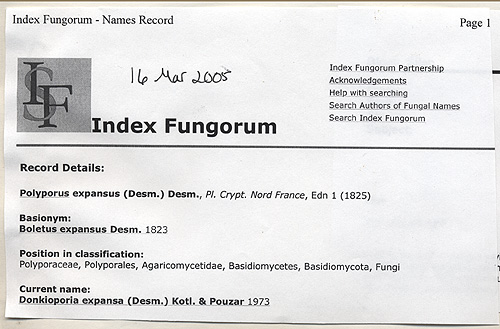 Index Fungorum - Names Record
Page 1
16 Mar 2005
ISF
Index Fungorum
Index Fungorum Partnership
Acknowledgements
Help with searching
Search Authors of Fungal Names
Search Index Fungorum
Record Details:
Polyporus expansus (Desm.) Desm., Pl. Crypt. Nord France, Edn 1 (1825)
Basionym:
Boletus expansus Desm. 1823
Position in classification:
Polyporaceae, Polyporales, Agaricomycetidae, Basidiomycetes, Basidiomycota, Fungi
Current name:
Donkioporia expansa (Desm.) Kotl. & Pouzar 1973